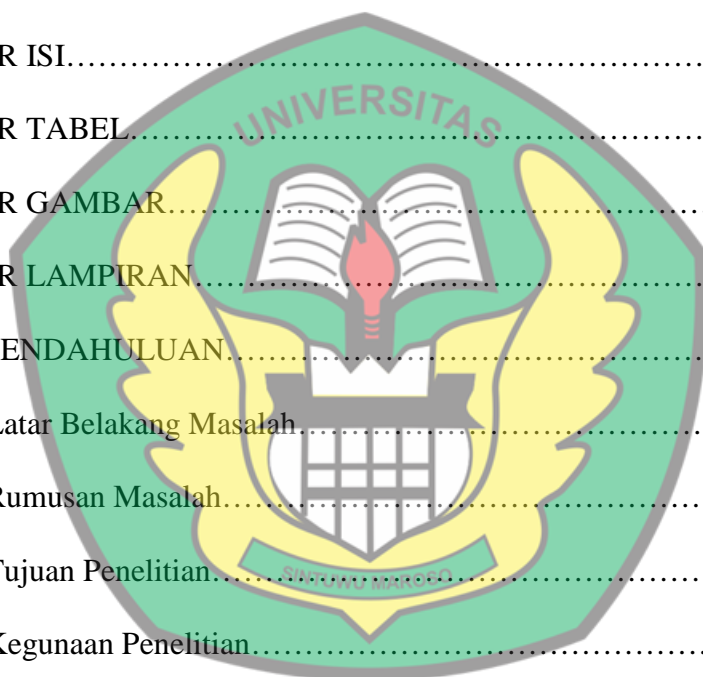 UNIVERSITAS
R ISI……………………………………………………………
R TABEL……………………………………………………
R GAMBAR…………………………………………………
R LAMPIRAN………………………………………………
ENDAHULUAN……………………………………………
Latar Belakang Masalah……………………………………
Rumusan Masalah……………………………………………
Tujuan Penelitian……………………………………………
SINTUWU MAROSO
Kegunaan Penelitian…………………………………………